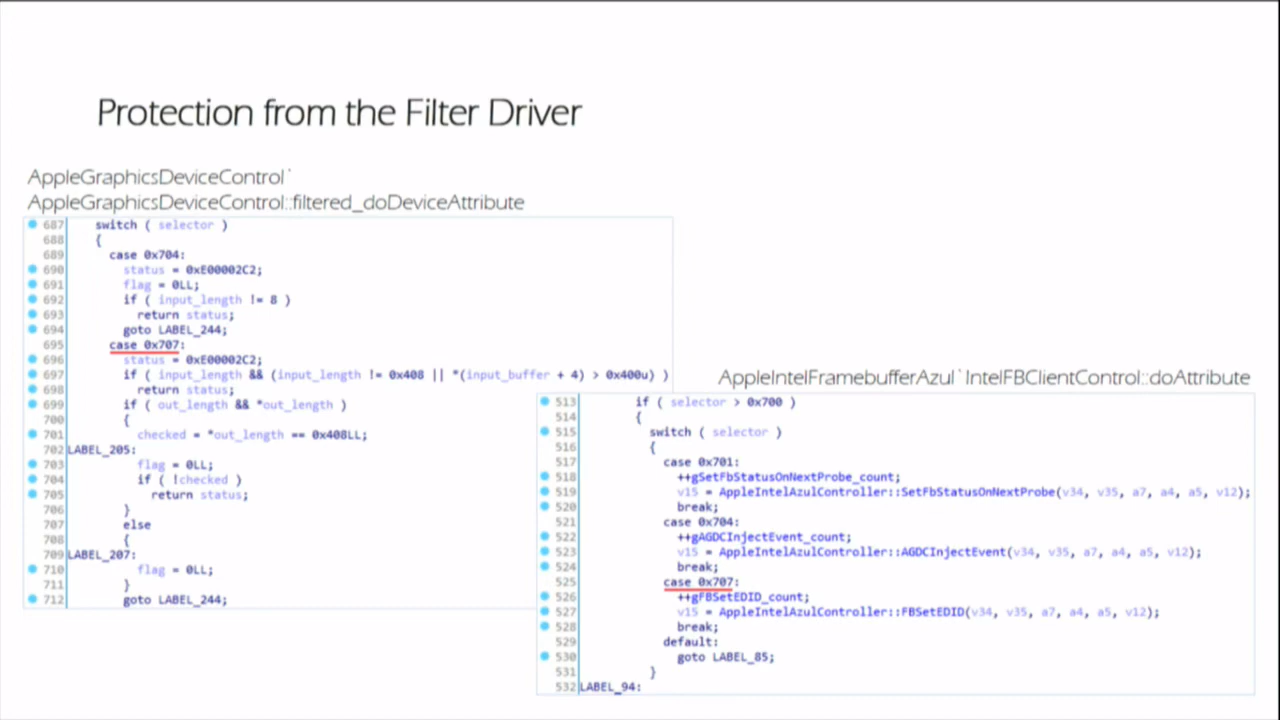 Protection from the Filter Driver
AppleGraphicsDeviceControl`
AppleGraphicsDeviceControl::filtered_doDeviceAttribute
687 switch ( selector )
688 {
689 case 0x704:
690 status = 0xE00002C2;
691 flag = 0LL;
692 if ( input_length != 8 )
693 return status;
694 goto LABEL_244;
695 case 0x707:
696 status = 0xE00002C2;
697 if ( input_length && (input_length != 0x408 || *(input_buffer + 4) > 0x400u) )
698 return status;
699 if ( out_length && *out_length )
700 {
701 checked = *out_length == 0x408LL;
702 LABEL_205:
703 flag = 0LL;
704 if ( !checked )
705 return status;
706 }
707 else
708 {
709 LABEL_207:
710 flag = 0LL;
711 }
712 goto LABEL_244;
AppleIntelFramebufferAzul`IntelFBClientControl::doAttribute
513 if ( selector > 0x700 )
514 {
515 switch ( selector )
516 {
517 case 0x701:
518 ++gSetFbStatusOnNextProbe_count;
519 v15 = AppleIntelAzulController::SetFbStatusOnNextProbe(v34, v35, a7, a4, a5, v12);
520 break;
521 case 0x704:
522 ++gAGDCInjectEvent_count;
523 v15 = AppleIntelAzulController::AGDCInjectEvent(v34, v35, a7, a4, a5, v12);
524 break;
525 case 0x707:
526 ++gFBSetEDID_count;
527 v15 = AppleIntelAzulController::FBSetEDID(v34, v35, a7, a4, a5, v12);
528 break;
529 default:
530 goto LABEL_85;
531 }
532 LABEL_94: